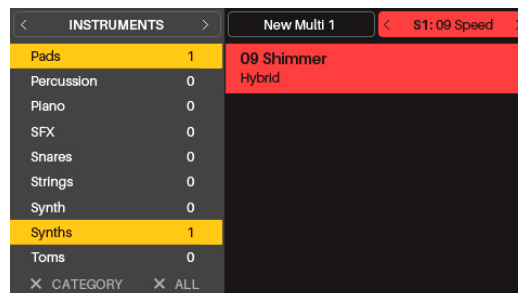 < INSTRUMENTS > New Multi 1 < S1: 09 Speed >
Pads 1
Percussion 0
Piano 0
SFX 0
Snares 0
Strings 0
Synth 0
Synths 1
Toms 0
× CATEGORY × ALL
09 Shimmer
Hybrid